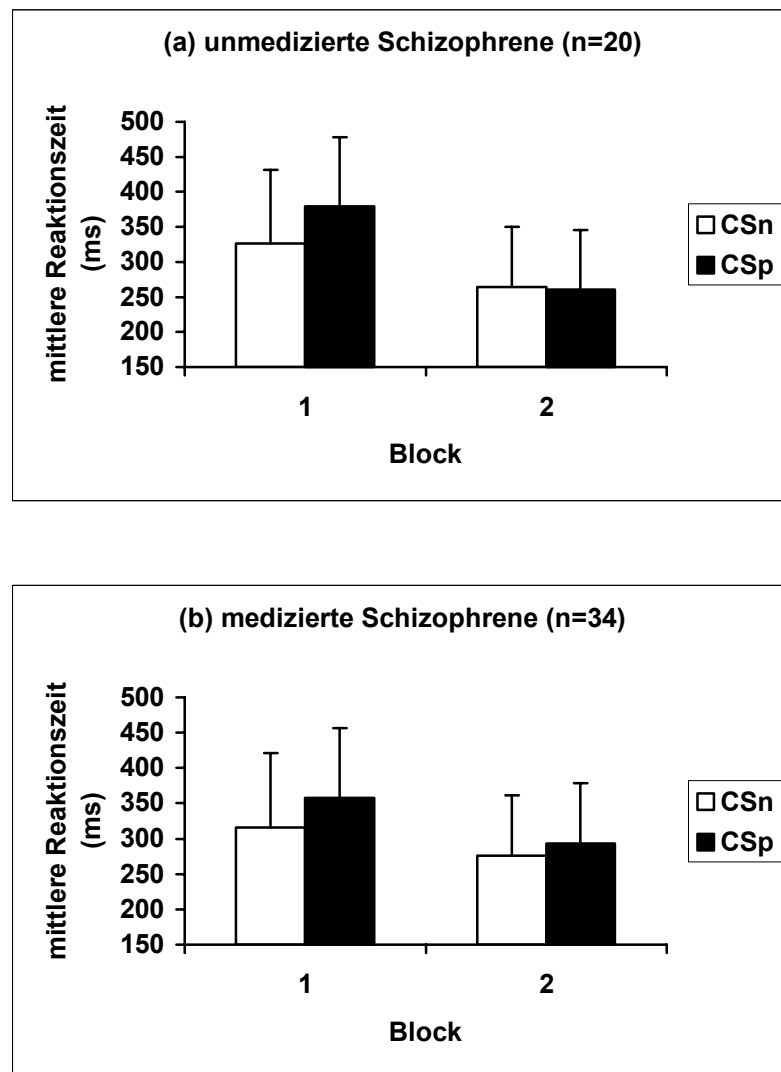 (a) unmedizierte Schizophrene (n=20)
mittlere Reaktionszeit
(ms)
500
450
400
350
300
250
200
150
1
2
Block
CSn
CSp
(b) medizierte Schizophrene (n=34)
mittlere Reaktionszeit
(ms)
500
450
400
350
300
250
200
150
1
2
Block
CSn
CSp